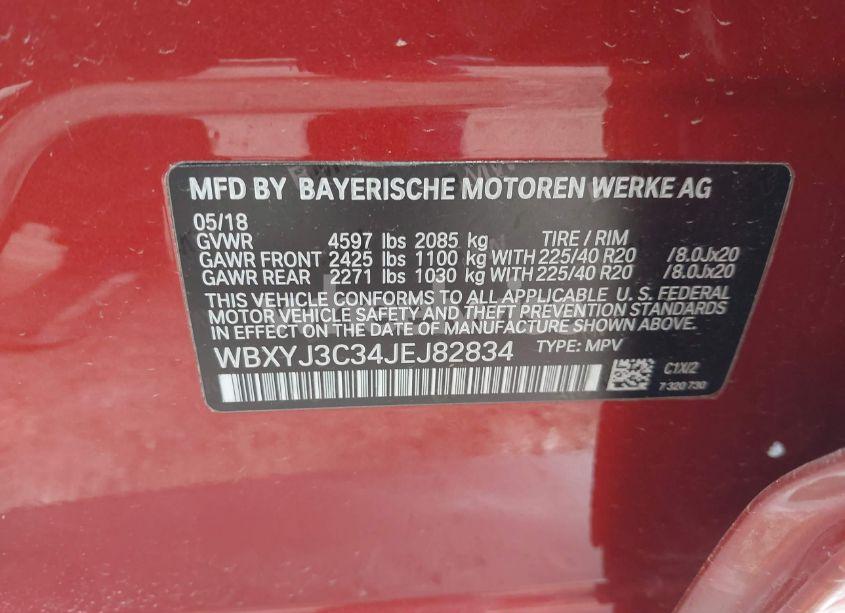 MFD BY BAYERISCHE MOTOREN WERKE AG
05/18
GVWR 4597 lbs 2085 kg TIRE / RIM
GAWR FRONT 2425 lbs 1100 kg WITH 225/40 R20 /8.0Jx20
GAWR REAR 2271 lbs 1030 kg WITH 225/40 R20 /8.0Jx20
THIS VEHICLE CONFORMS TO ALL APPLICABLE U. S. FEDERAL
MOTOR VEHICLE SAFETY AND THEFT PREVENTION STANDARDS
IN EFFECT ON THE DATE OF MANUFACTURE SHOWN ABOVE.
WBXYJ3C34JEJ82834 TYPE: MPV
C1X/2
7 320 730